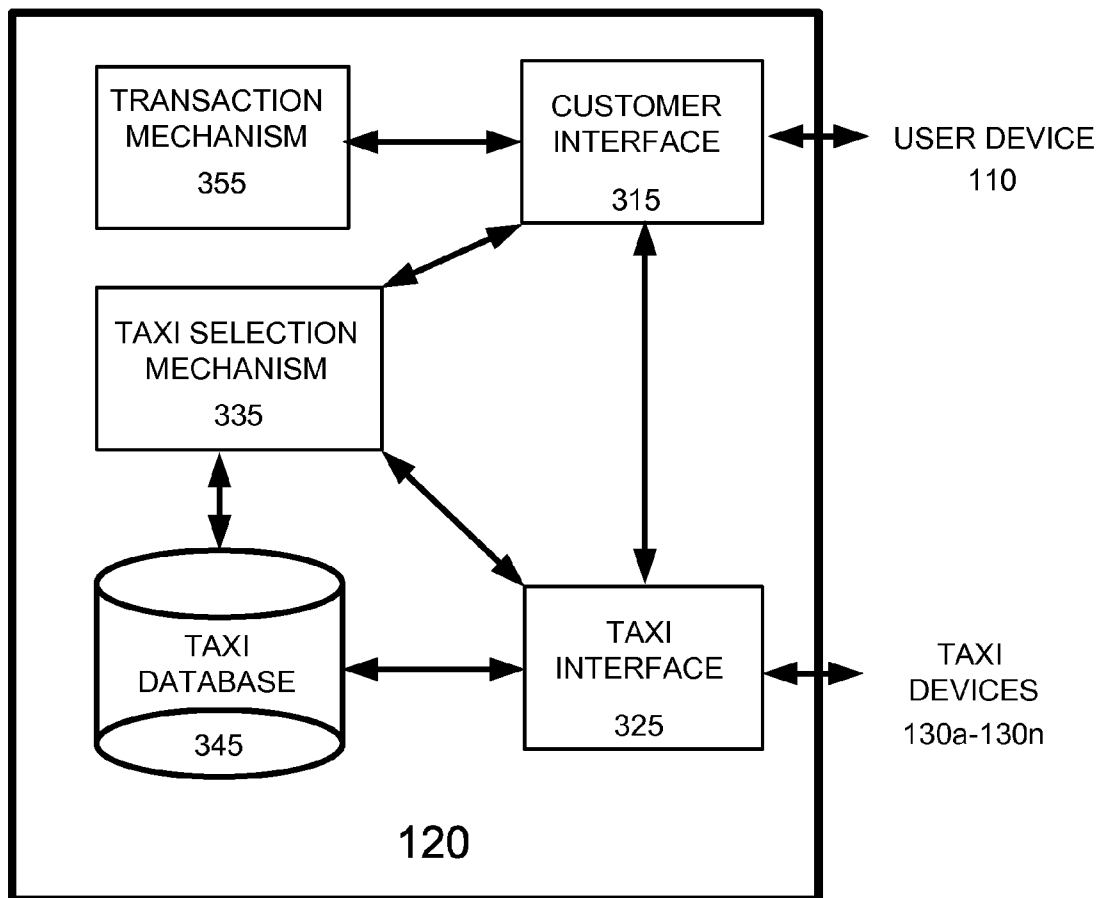 TRANSACTION
MECHANISM
355
CUSTOMER
INTERFACE
315
USER DEVICE
110
TAXI SELECTION
MECHANISM
335
TAXI
DATABASE
345
TAXI
INTERFACE
325
TAXI
DEVICES
130a-130n
120